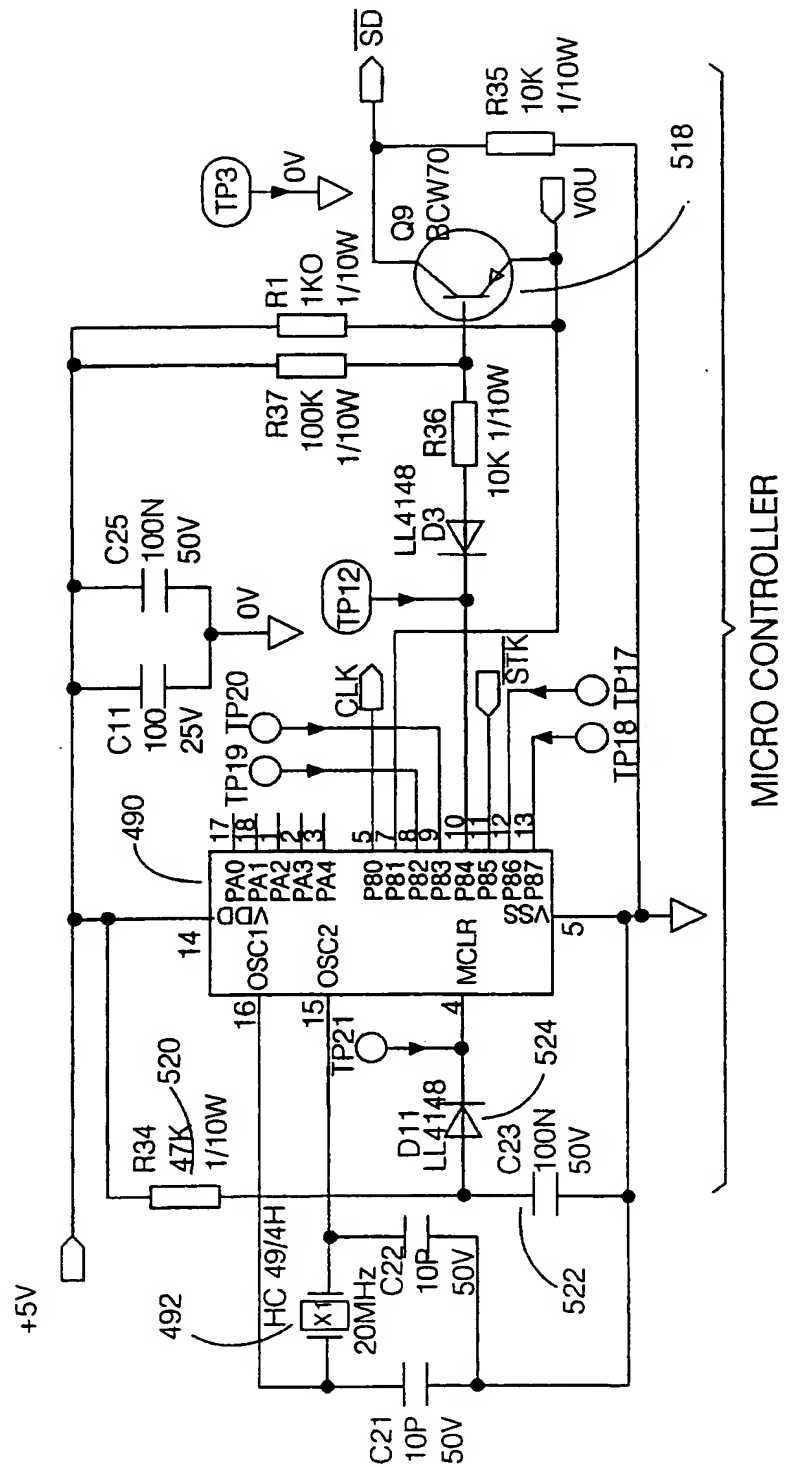 +5V
492
HC 49/4H
X1
20MHz
C21
10P
50V
C22
10P
50V
R34
47K
1/10W
520
522
C23
100N
50V
D11
LL4148
524
TP21
490
14
16
15
4
5
OSC1
OSC2
MCLR
VDD
VSS
PA0
PA1
PA2
PA3
PA4
17
18
1
2
3
P80
P81
P82
P83
P84
P85
P86
P87
5
7
8
9
10
11
12
13
C11
100
25V
C25
100N
50V
0V
TP19
TP20
CLK
STK
TP18
TP17
TP12
LL4148
D3
R36
10K 1/10W
R37
100K
1/10W
R1
1KO
1/10W
TP3
0V
Q9
BCW70
SD
R35
10K
1/10W
V0U
518
MICRO CONTROLLER